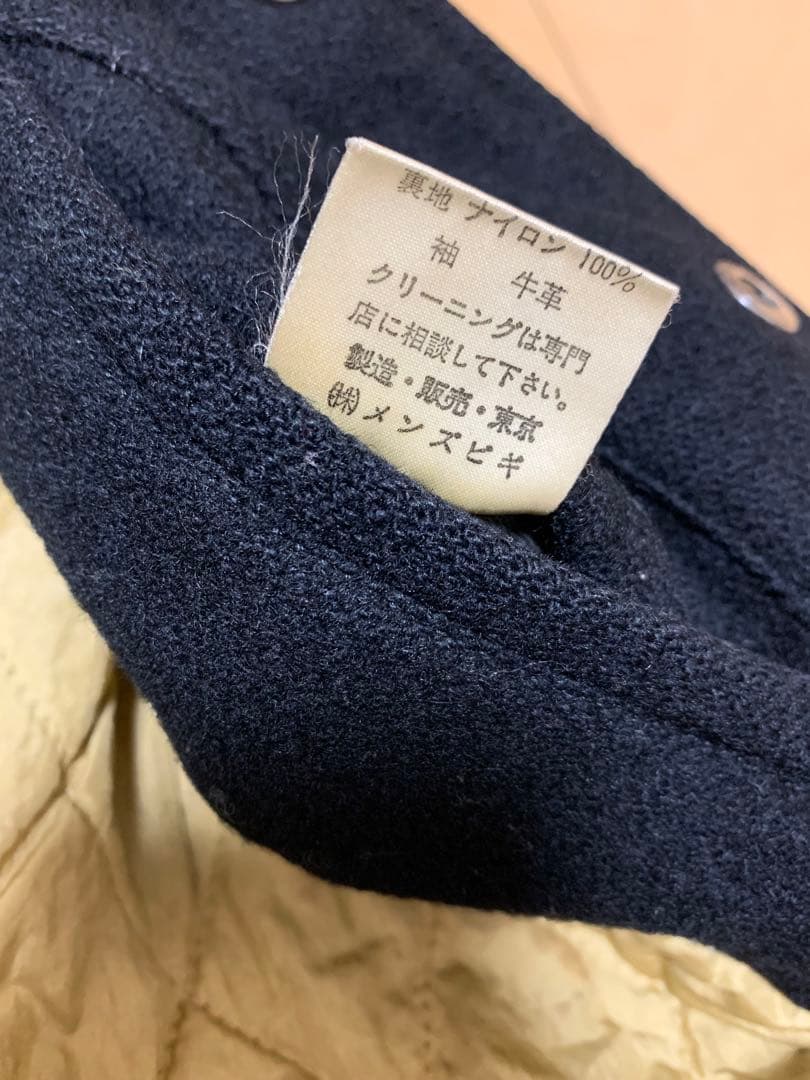 裏地 ナイロン 100%
袖 牛革
クリーニングは専門
店に相談して下さい。
製造・販売・東京
㈱メンズビギ